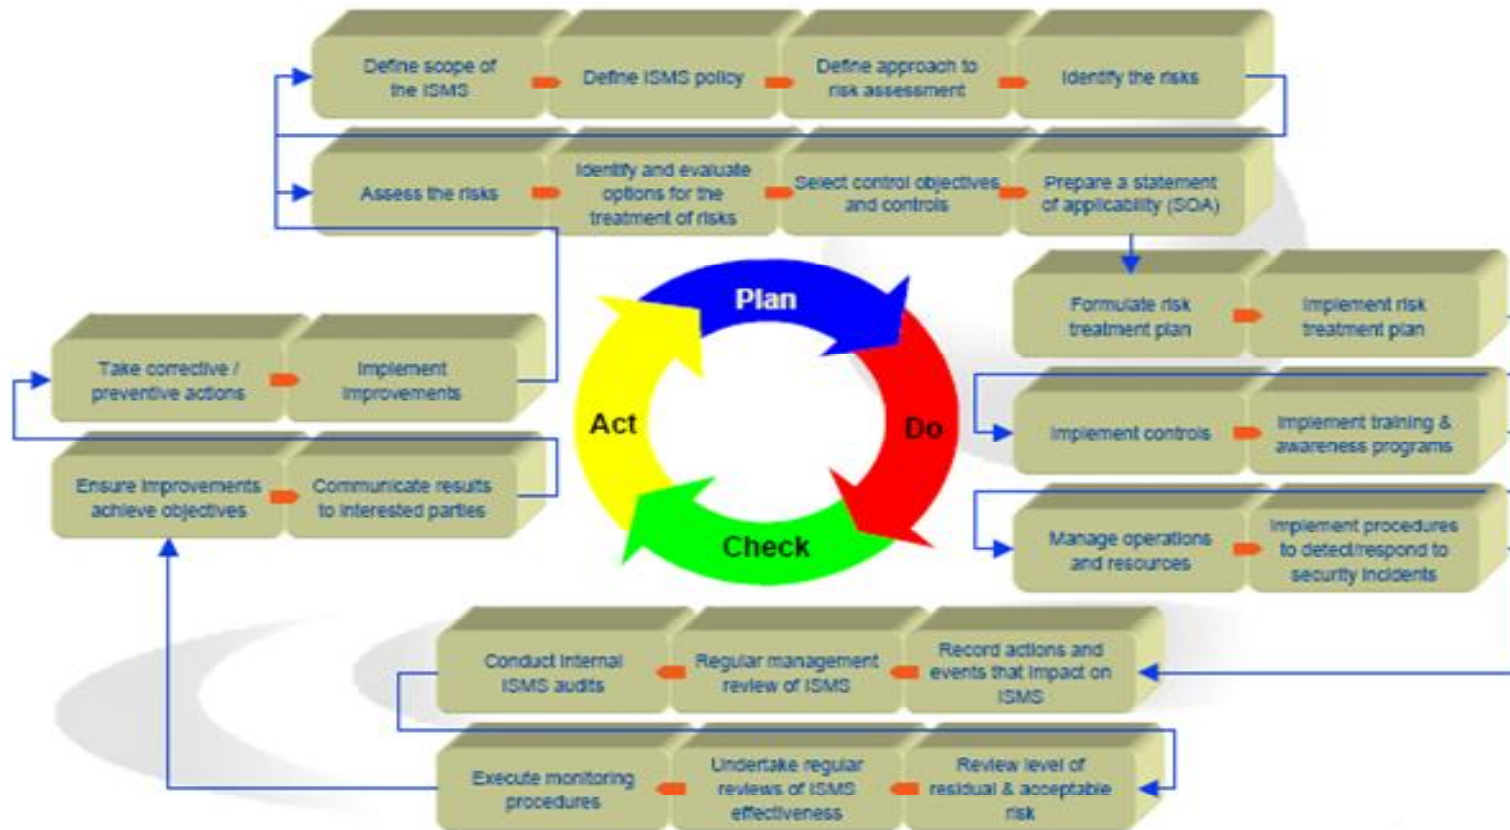 Define scope of
the ISMS
Define ISMS policy
Define approach to
risk assessment
Identify the risks
Assess the risks
Identify and evaluate
options for the
treatment of risks
Select control objectives
and controls
Prepare a statement
of applicability (SOA)
Plan
Formulate risk
treatment plan
Implement risk
treatment plan
Take corrective /
preventive actions
Implement
Improvements
Act
Do
Implement controls
Implement training &
awareness programs
Ensure Improvements
achieve objectives
Communicate results
to Interested parties
Check
Manage operations
and resources
Implement procedures
to detect/respond to
security Incidents
Conduct Internal
ISMS audits
Regular management
review of ISMS
Record actions and
events that Impact on
ISMS
Execute monitoring
procedures
Undertake regular
reviews of ISMS
effectiveness
Review level of
residual & acceptable
risk